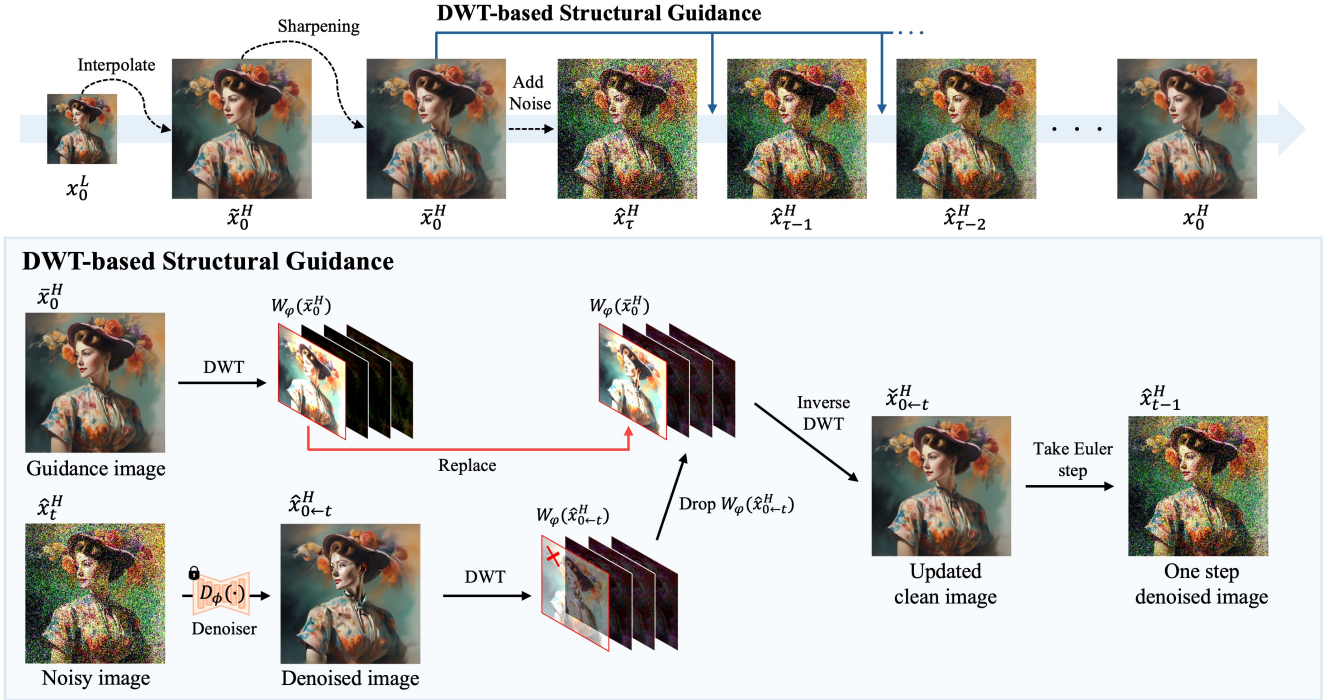 DWT-based Structural Guidance
Sharpening
Interpolate
Add
Noise
x_0^L
x̃_0^H
x̄_0^H
x̂_τ^H
x̂_{τ−1}^H
x̂_{τ−2}^H
x_0^H
DWT-based Structural Guidance
x̄_0^H
W_φ(x̄_0^H)
W_φ(x̄_0^H)
DWT
Inverse
DWT
x̌_{0←t}^H
x̂_{t−1}^H
Take Euler
step
Guidance image
Replace
x̂_t^H
x̂_{0←t}^H
W_φ(x̂_{0←t}^H)
Drop W_φ(x̂_{0←t}^H)
D_ϕ(·)
Denoiser
DWT
Updated
clean image
One step
denoised image
Noisy image
Denoised image